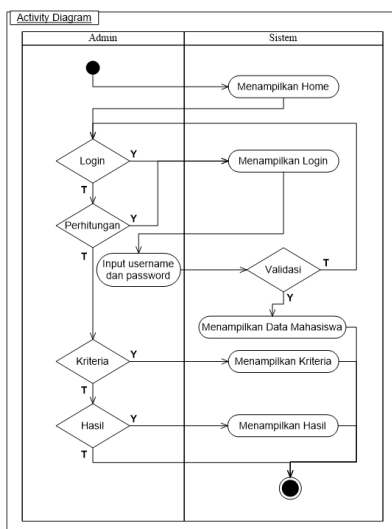 Activity Diagram
Admin
Sistem
Menampilkan Home
Login
Y
Menampilkan Login
T
Perhitungan
Y
T
Input username
dan password
Validasi
T
Y
Menampilkan Data Mahasiswa
Kriteria
Y
Menampilkan Kriteria
T
Hasil
Y
Menampilkan Hasil
T